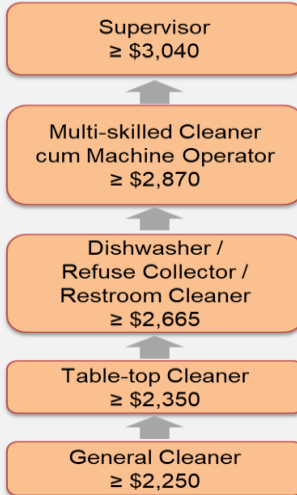 Supervisor
≥ $3,040
Multi-skilled Cleaner
cum Machine Operator
≥ $2,870
Dishwasher /
Refuse Collector /
Restroom Cleaner
≥ $2,665
Table-top Cleaner
≥ $2,350
General Cleaner
≥ $2,250